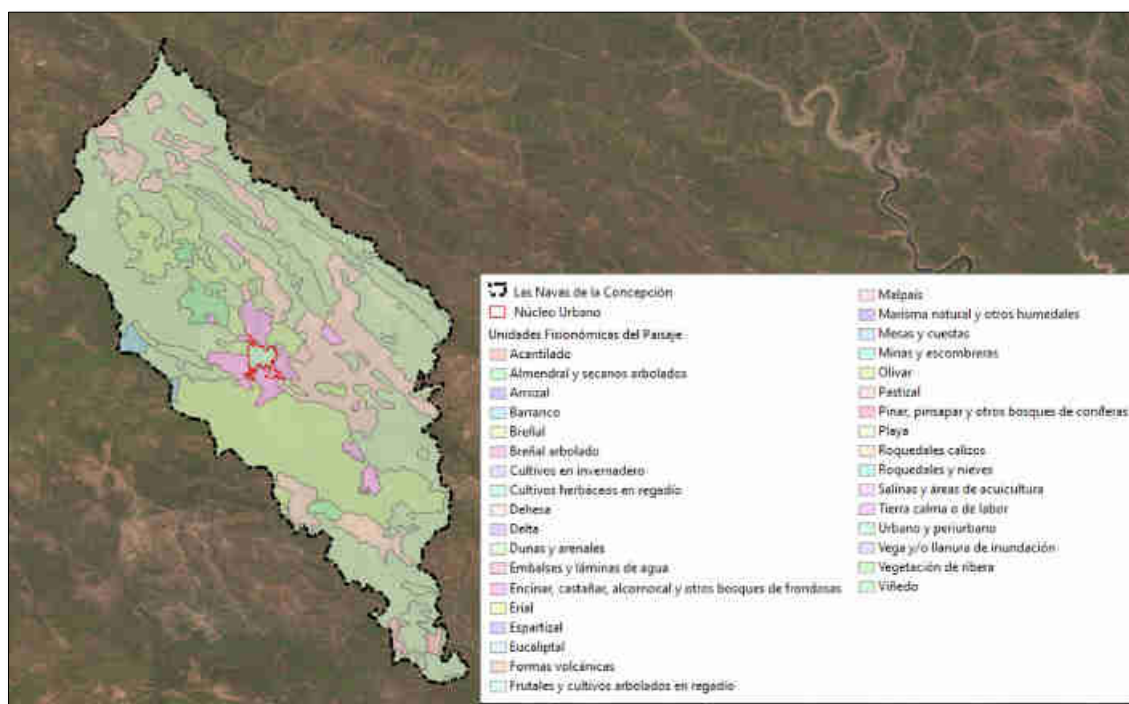 Las Navas de la Concepción
Núcleo Urbano
Unidades Fisionómicas del Paisaje
Acantilado
Almendral y secanos arbolados
Arrozal
Barranco
Breñal
Breñal arbolado
Cultivos en invernadero
Cultivos herbáceos en regadío
Dehesa
Delta
Dunas y arenales
Embalses y láminas de agua
Encinar, castañar, alcornocal y otros bosques de frondosas
Erial
Espartizal
Eucaliptal
Formas volcánicas
Frutales y cultivos arbolados en regadío
Malpaís
Marisma natural y otros humedales
Mesas y cuestas
Minas y escombreras
Olivar
Pastizal
Pinar, pinsapar y otros bosques de coníferas
Playa
Roquedales calizos
Roquedales y nieves
Salinas y áreas de acuicultura
Tierra calma o de labor
Urbano y periurbano
Vega y/o llanura de inundación
Vegetación de ribera
Viñedo